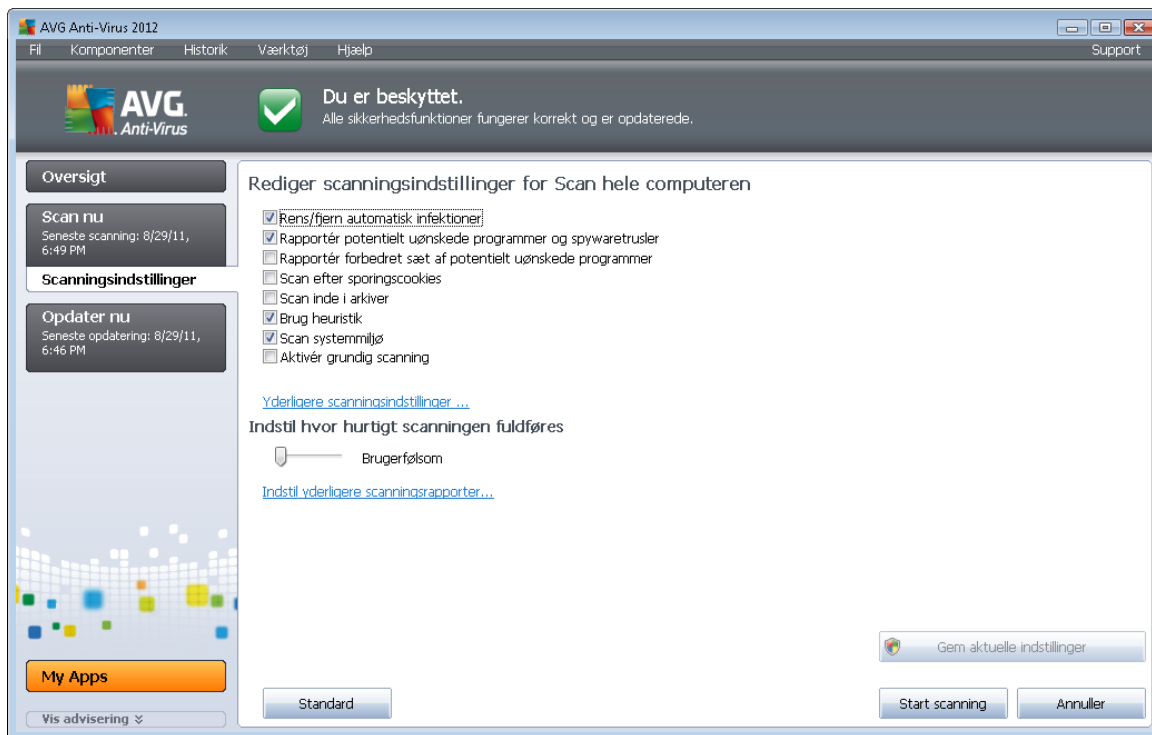 AVG Anti-Virus 2012
Fil Komponenter Historik Værktøj Hjælp Support
AVG.
Anti-Virus
Du er beskyttet.
Alle sikkerhedsfunktioner fungerer korrekt og er opdaterede.
Oversigt
Scan nu
Seneste scanning: 8/29/11,
6:49 PM
Scanningsindstillinger
Opdater nu
Seneste opdatering: 8/29/11,
6:46 PM
My Apps
Vis advisering
Rediger scanningsindstillinger for Scan hele computeren
Rens/fjern automatisk infektioner
Rapportér potentielt uønskede programmer og spywaretrusler
Rapportér forbedret sæt af potentielt uønskede programmer
Scan efter sporingscookies
Scan inde i arkiver
Brug heuristik
Scan systemmiljø
Aktivér grundig scanning
Yderligere scanningsindstillinger ...
Indstil hvor hurtigt scanningen fuldføres
Brugerfølsom
Indstil yderligere scanningsrapporter...
Gem aktuelle indstillinger
Standard
Start scanning
Annuller